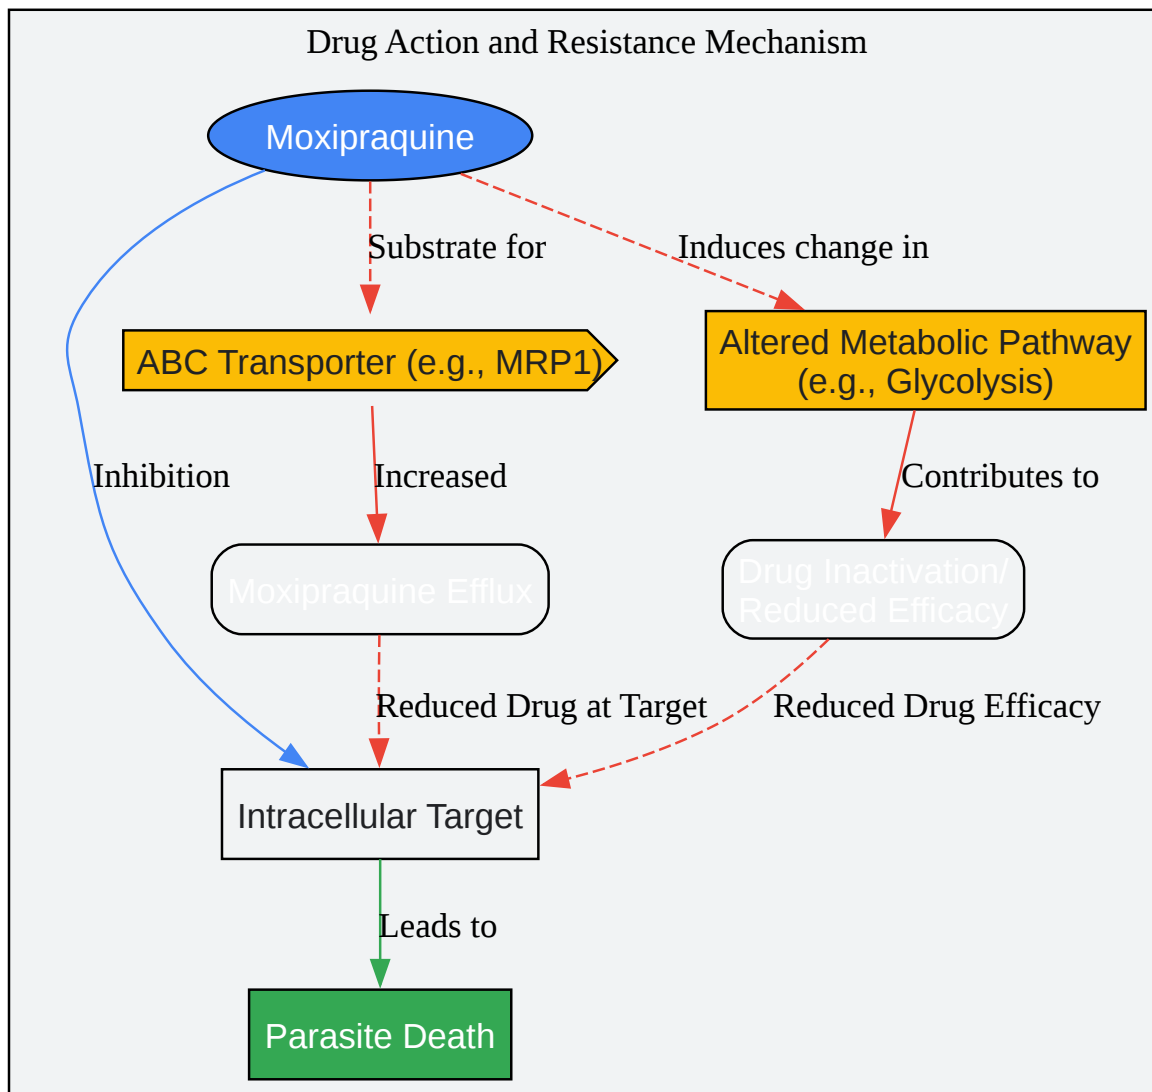 Drug Action and Resistance Mechanism
Moxipraquine
Substrate for
Induces change in
ABC Transporter (e.g., MRP1)
Altered Metabolic Pathway
(e.g., Glycolysis)
Inhibition
Increased
Contributes to
Moxipraquine Efflux
Drug Inactivation/
Reduced Efficacy
Reduced Drug at Target
Reduced Drug Efficacy
Intracellular Target
Leads to
Parasite Death